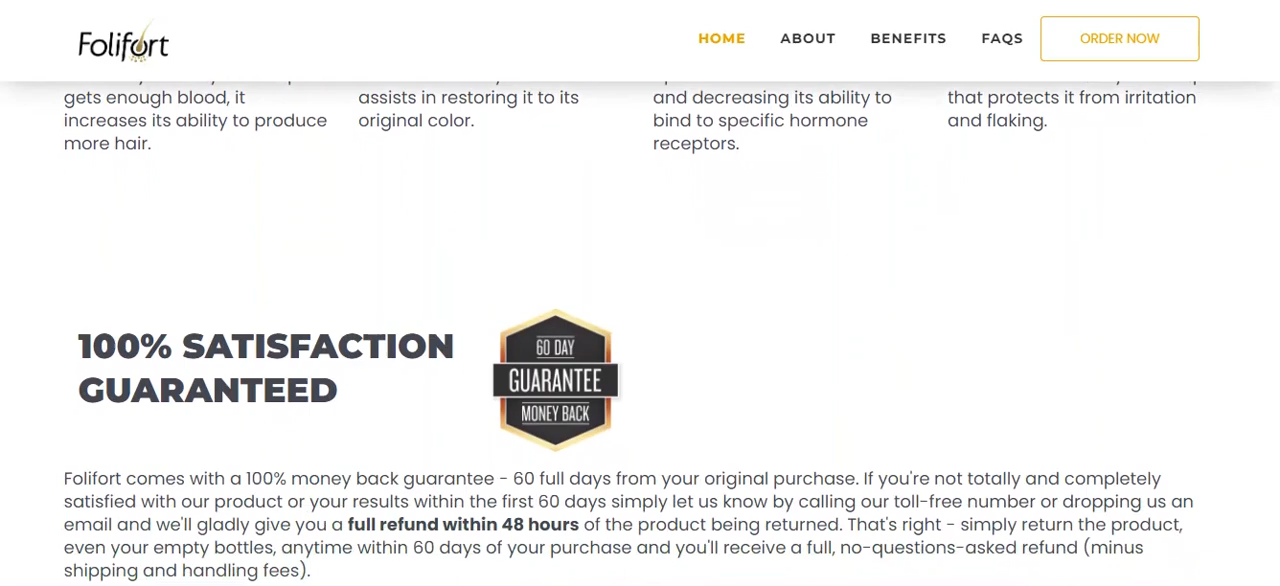 Folifort
HOME ABOUT BENEFITS FAQS ORDER NOW
gets enough blood, it
increases its ability to produce
more hair.
assists in restoring it to its
original color.
and decreasing its ability to
bind to specific hormone
receptors.
that protects it from irritation
and flaking.
100% SATISFACTION
GUARANTEED
60 DAY
GUARANTEE
MONEY BACK
Folifort comes with a 100% money back guarantee - 60 full days from your original purchase. If you're not totally and completely
satisfied with our product or your results within the first 60 days simply let us know by calling our toll-free number or dropping us an
email and we'll gladly give you a full refund within 48 hours of the product being returned. That's right - simply return the product,
even your empty bottles, anytime within 60 days of your purchase and you'll receive a full, no-questions-asked refund (minus
shipping and handling fees).